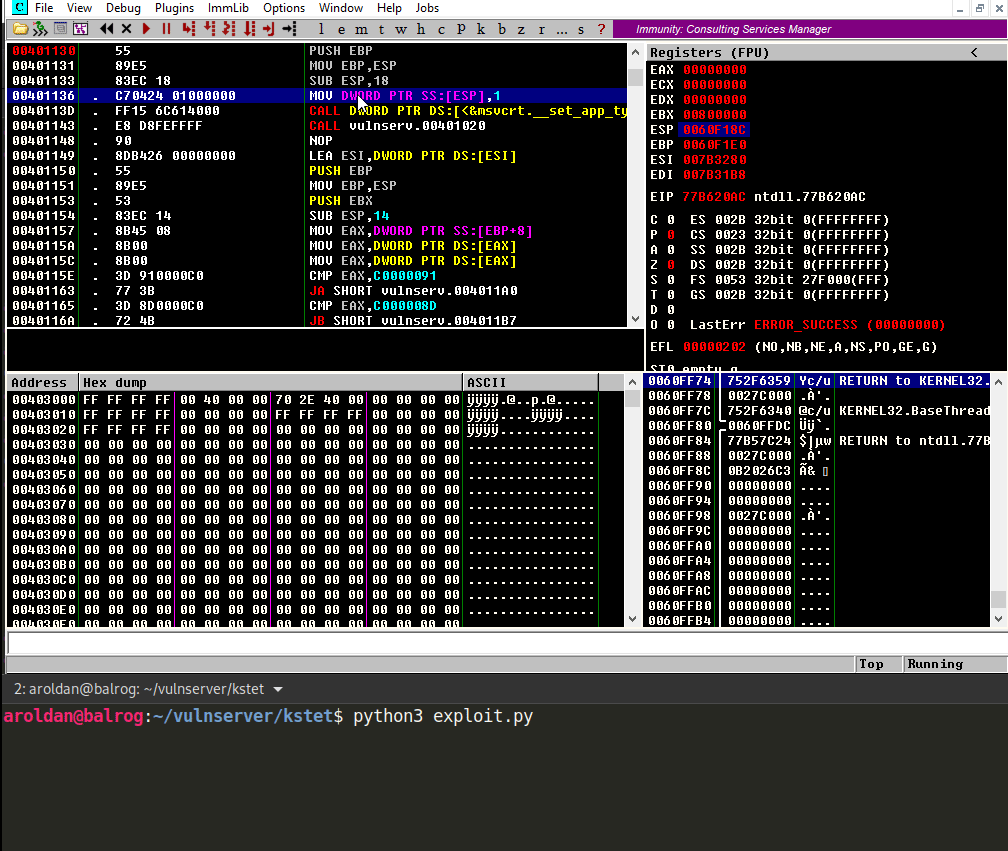 C File View Debug Plugins ImmLib Options Window Help Jobs
l e m t w h c P k b z r ... s ? Immunity: Consulting Services Manager
00401130 55 PUSH EBP
00401131 89E5 MOV EBP,ESP
00401133 83EC 18 SUB ESP,18
00401136 . C70424 01000000 MOV DWORD PTR SS:[ESP],1
0040113D . FF15 6C614000 CALL DWORD PTR DS:[<&msvcrt.__set_app_ty
00401143 . E8 D8FEFFFF CALL vulnserv.00401020
00401148 . 90 NOP
00401149 . 8DB426 00000000 LEA ESI,DWORD PTR DS:[ESI]
00401150 . 55 PUSH EBP
00401151 . 89E5 MOV EBP,ESP
00401153 . 53 PUSH EBX
00401154 . 83EC 14 SUB ESP,14
00401157 . 8B45 08 MOV EAX,DWORD PTR SS:[EBP+8]
0040115A . 8B00 MOV EAX,DWORD PTR DS:[EAX]
0040115C . 8B00 MOV EAX,DWORD PTR DS:[EAX]
0040115E . 3D 910000C0 CMP EAX,C0000091
00401163 . 77 3B JA SHORT vulnserv.004011A0
00401165 . 3D 8D0000C0 CMP EAX,C000008D
0040116A . 72 4B JB SHORT vulnserv.004011B7
Registers (FPU) <
EAX 00000000
ECX 00000000
EDX 00000000
EBX 00800000
ESP 0060F18C
EBP 0060F1E0
ESI 007B3280
EDI 007B31B8
EIP 77B620AC ntdll.77B620AC
C 0 ES 002B 32bit 0(FFFFFFFF)
P 0 CS 0023 32bit 0(FFFFFFFF)
A 0 SS 002B 32bit 0(FFFFFFFF)
Z 0 DS 002B 32bit 0(FFFFFFFF)
S 0 FS 0053 32bit 27F000(FFF)
T 0 GS 002B 32bit 0(FFFFFFFF)
D 0
O 0 LastErr ERROR_SUCCESS (00000000)
EFL 00000202 (NO,NB,NE,A,NS,PO,GE,G)
ST0 empty g
Address Hex dump ASCII
00403000 FF FF FF FF 00 40 00 00 70 2E 40 00 00 00 00 00 ÿÿÿÿ.@..p.@.....
00403010 FF FF FF FF 00 00 00 00 FF FF FF FF 00 00 00 00 ÿÿÿÿ....ÿÿÿÿ....
00403020 FF FF FF FF 00 00 00 00 00 00 00 00 00 00 00 00 ÿÿÿÿ............
00403030 00 00 00 00 00 00 00 00 00 00 00 00 00 00 00 00 ................
00403040 00 00 00 00 00 00 00 00 00 00 00 00 00 00 00 00 ................
00403050 00 00 00 00 00 00 00 00 00 00 00 00 00 00 00 00 ................
00403060 00 00 00 00 00 00 00 00 00 00 00 00 00 00 00 00 ................
00403070 00 00 00 00 00 00 00 00 00 00 00 00 00 00 00 00 ................
00403080 00 00 00 00 00 00 00 00 00 00 00 00 00 00 00 00 ................
00403090 00 00 00 00 00 00 00 00 00 00 00 00 00 00 00 00 ................
004030A0 00 00 00 00 00 00 00 00 00 00 00 00 00 00 00 00 ................
004030B0 00 00 00 00 00 00 00 00 00 00 00 00 00 00 00 00 ................
004030C0 00 00 00 00 00 00 00 00 00 00 00 00 00 00 00 00 ................
004030D0 00 00 00 00 00 00 00 00 00 00 00 00 00 00 00 00 ................
004030E0 00 00 00 00 00 00 00 00 00 00 00 00 00 00 00 00 ................
004030F0 00 00 00 00 00 00 00 00 00 00 00 00 00 00 00 00 ................
0060FF74 752F6359 Yc/u RETURN to KERNEL32.
0060FF78 0027C000 .À'.
0060FF7C 752F6340 @c/u KERNEL32.BaseThread
0060FF80 0060FFDC Üÿ`.
0060FF84 77B57C24 $|µw RETURN to ntdll.77B
0060FF88 0027C000 .À'.
0060FF8C 0B2026C3 Ã&
0060FF90 00000000 ....
0060FF94 00000000 ....
0060FF98 0027C000 .À'.
0060FF9C 00000000 ....
0060FFA0 00000000 ....
0060FFA4 00000000 ....
0060FFA8 00000000 ....
0060FFAC 00000000 ....
0060FFB0 00000000 ....
0060FFB4 00000000 ....
Top Running
2: aroldan@balrog: ~/vulnserver/kstet
aroldan@balrog:~/vulnserver/kstet$ python3 exploit.py